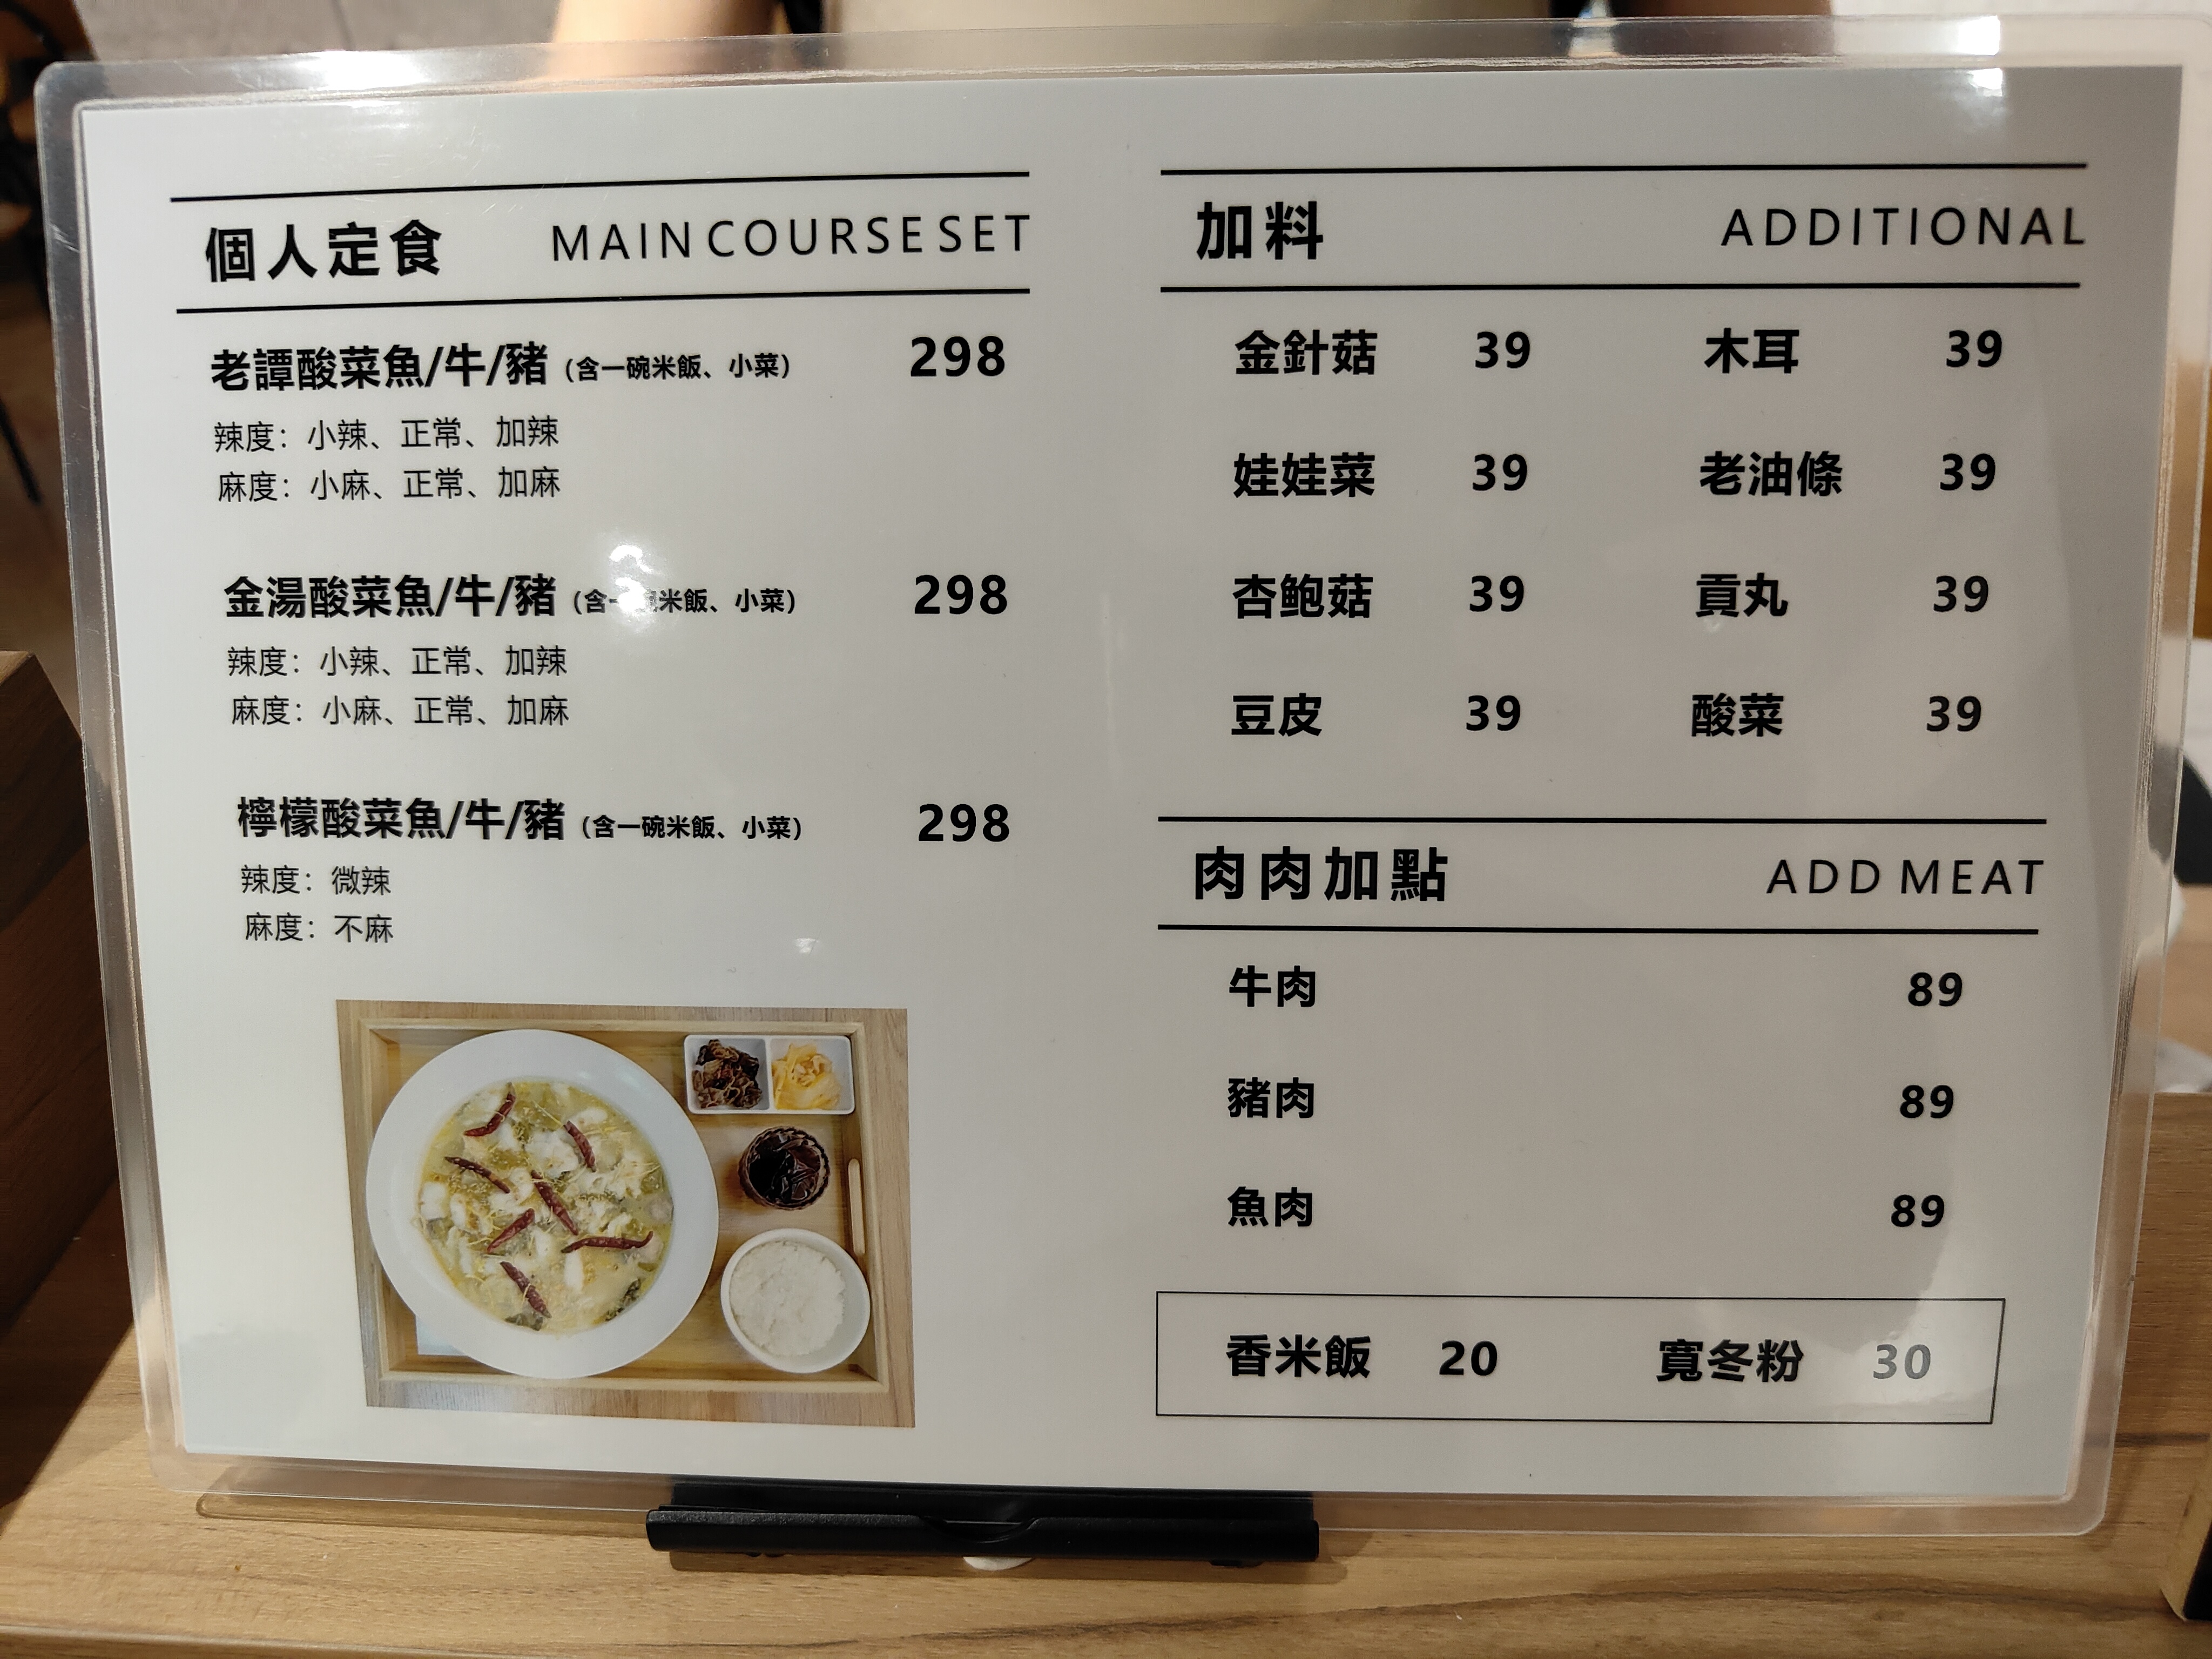 個人定食 MAIN COURSE SET
老譚酸菜魚/牛/豬 (含一碗米飯、小菜) 298
辣度：小辣、正常、加辣
麻度：小麻、正常、加麻
金湯酸菜魚/牛/豬 (含一碗米飯、小菜) 298
辣度：小辣、正常、加辣
麻度：小麻、正常、加麻
檸檬酸菜魚/牛/豬 (含一碗米飯、小菜) 298
辣度：微辣
麻度：不麻
加料 ADDITIONAL
金針菇 39 木耳 39
娃娃菜 39 老油條 39
杏鮑菇 39 貢丸 39
豆皮 39 酸菜 39
肉肉加點 ADD MEAT
牛肉 89
豬肉 89
魚肉 89
香米飯 20 寬冬粉 30